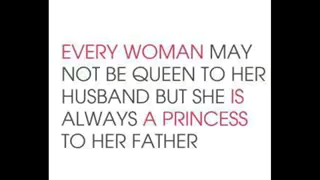 EVERY WOMAN MAY
NOT BE QUEEN TO HER
HUSBAND BUT SHE IS
ALWAYS A PRINCESS
TO HER FATHER